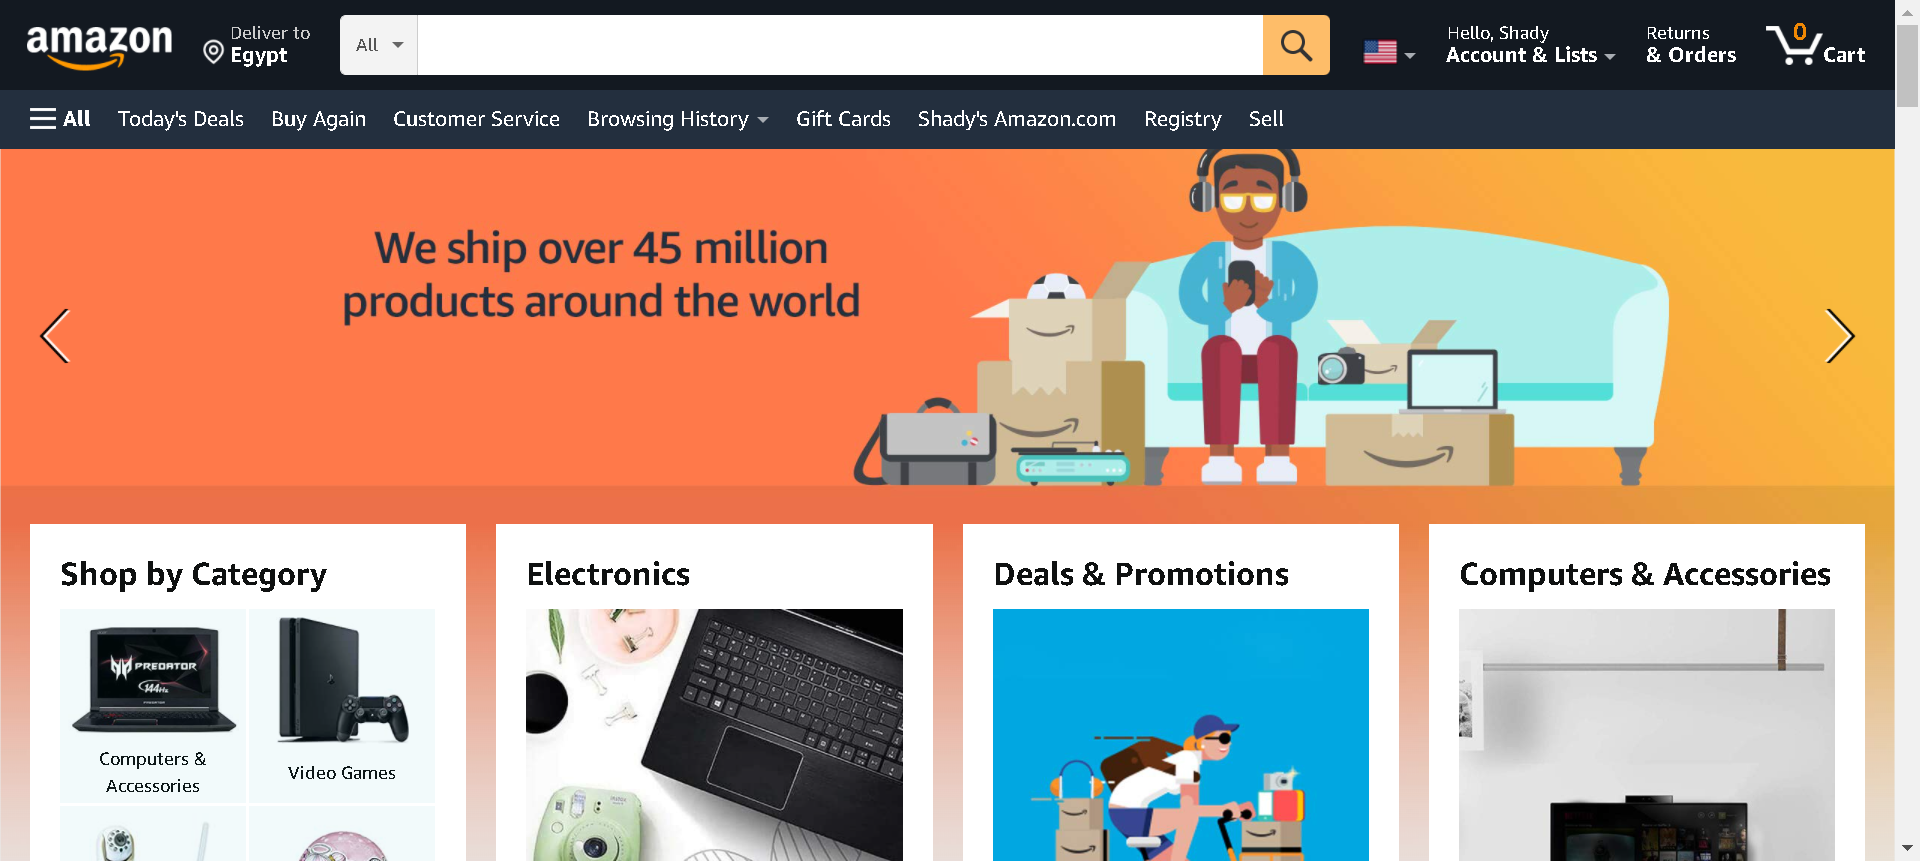 amazon
Deliver to
Egypt
All
Hello, Shady
Account & Lists
Returns
& Orders
0
Cart
All
Today's Deals
Buy Again
Customer Service
Browsing History
Gift Cards
Shady's Amazon.com
Registry
Sell
We ship over 45 million
products around the world
Shop by Category
PREDATOR
144Hz
Computers &
Accessories
Video Games
Electronics
Deals & Promotions
Computers & Accessories